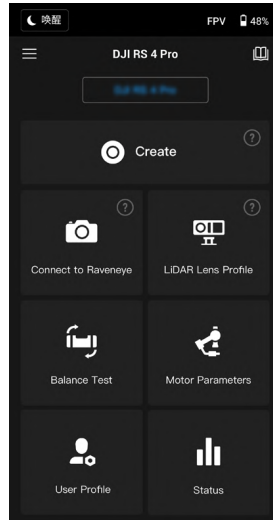 唤醒
FPV 48%
DJI RS 4 Pro
Create
?
Connect to Raveneye
?
LiDAR Lens Profile
?
Balance Test
Motor Parameters
User Profile
Status